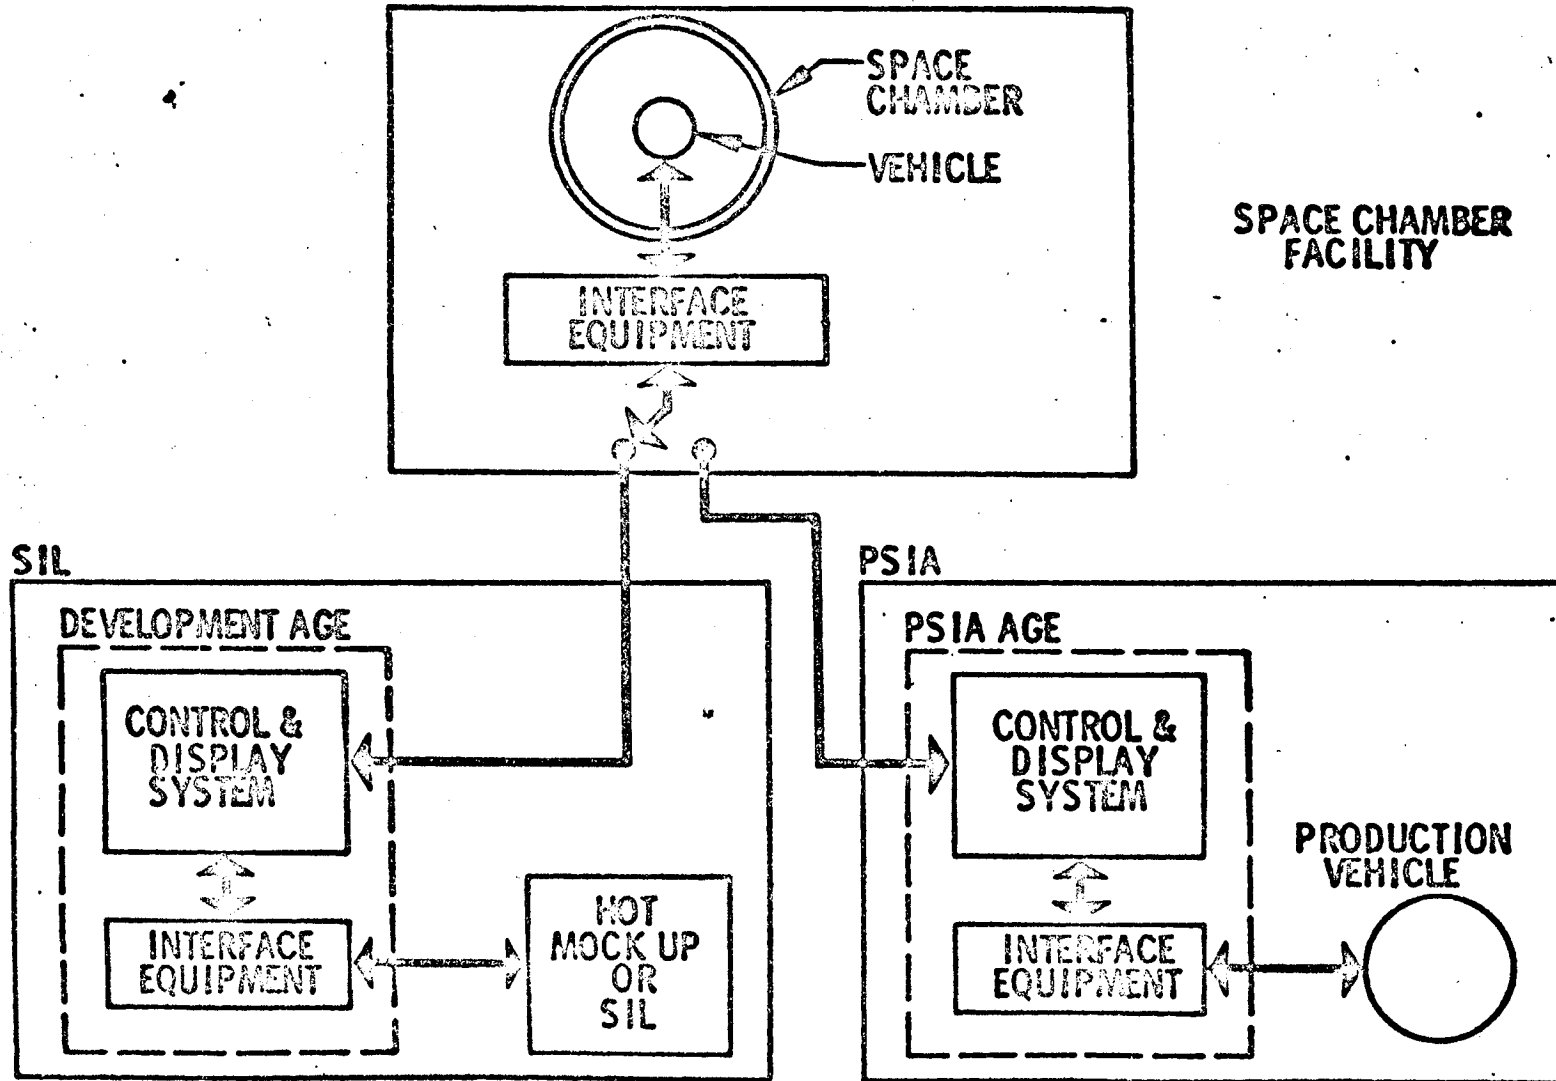 SPACE
CHAMBER
VEHICLE
SPACE CHAMBER
FACILITY
INTERFACE
EQUIPMENT
SIL
DEVELOPMENT AGE
CONTROL &
DISPLAY
SYSTEM
INTERFACE
EQUIPMENT
HOT
MOCK UP
OR
SIL
PSIA
PSIA AGE
CONTROL &
DISPLAY
SYSTEM
INTERFACE
EQUIPMENT
PRODUCTION
VEHICLE